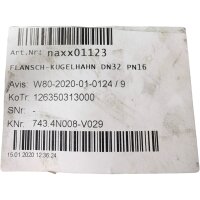 Art.Nr: naxx01123
FLANSCH-KUGELHAHN DN32 PN16
Avis: W80-2020-01-0124 / 9
KoTr: 126350313000
SNr: -
KNr: 743.4N008-V029
15.01.2020 12:36:24